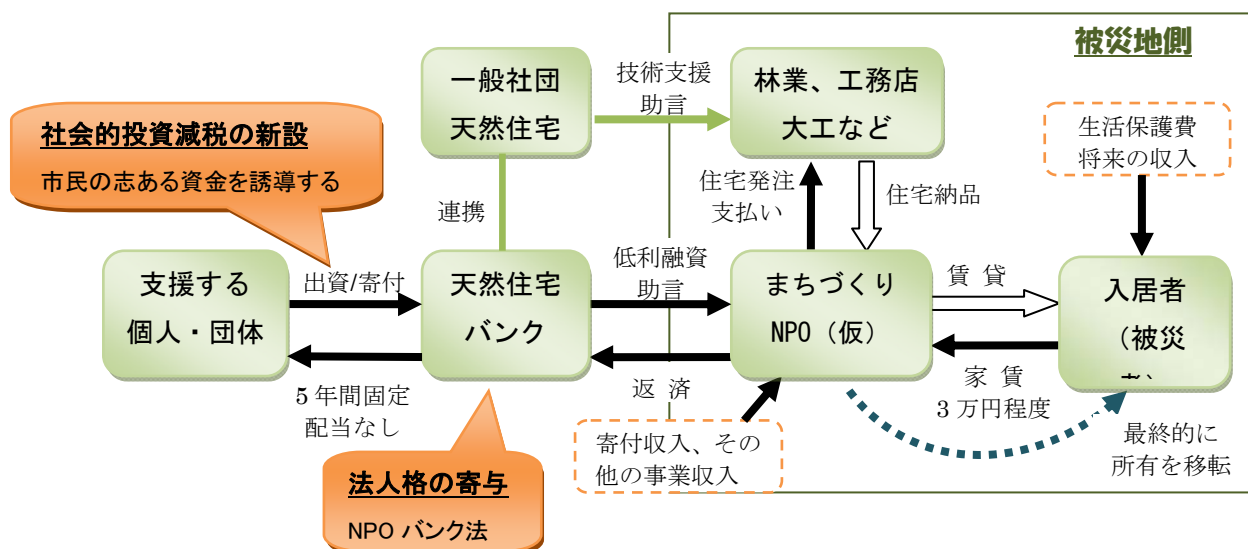 被災地側
一般社団
天然住宅
技術支援
助言
林業、工務店
大工など
生活保護費
将来の収入
社会的投資減税の新設
市民の志ある資金を誘導する
連携
住宅発注
支払い
住宅納品
支援する
個人・団体
出資/寄付
天然住宅
バンク
低利融資
助言
まちづくり
NPO（仮）
賃 貸
入居者
（被災
5 年間固定
配当なし
返 済
家 賃
3 万円程度
寄付収入、その
他の事業収入
最終的に
所有を移転
法人格の寄与
NPO バンク法